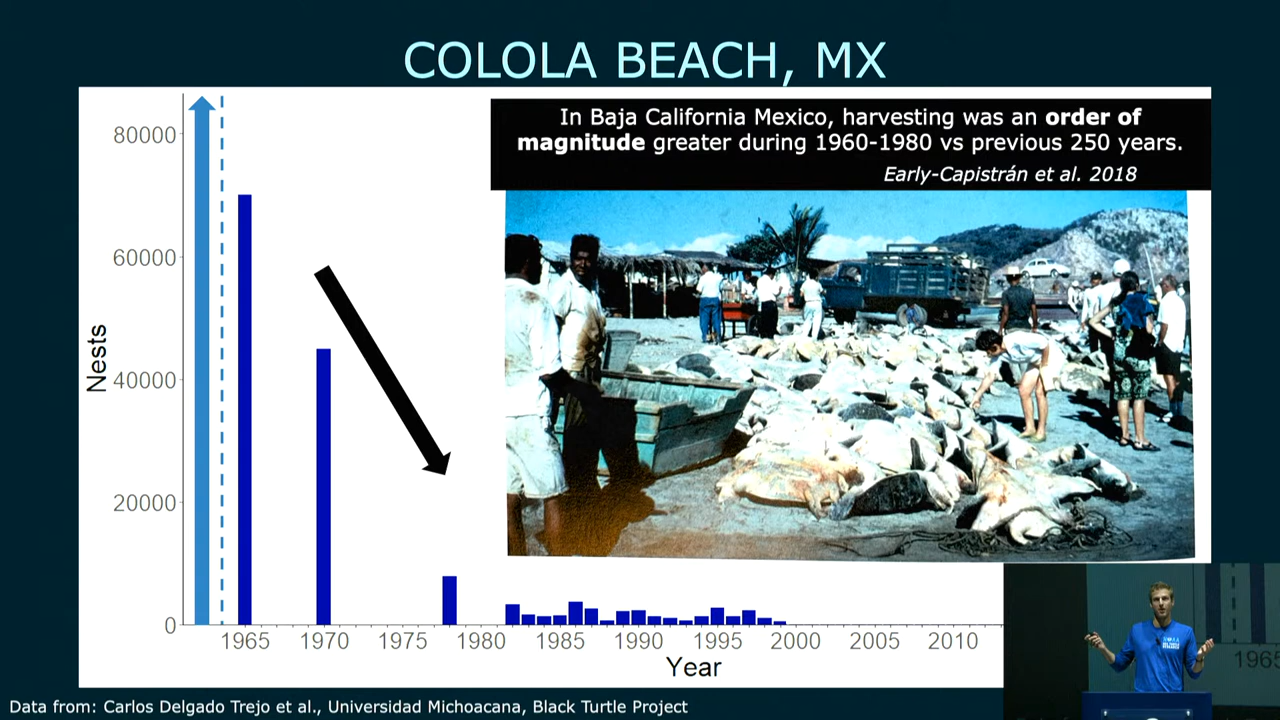 COLOLA BEACH, MX
In Baja California Mexico, harvesting was an order of
magnitude greater during 1960-1980 vs previous 250 years.
Early-Capistrán et al. 2018
Nests
80000
60000
40000
20000
0
1965 1970 1975 1980 1985 1990 1995 2000 2005 2010
Year
1965
Data from: Carlos Delgado Trejo et al., Universidad Michoacana, Black Turtle Project